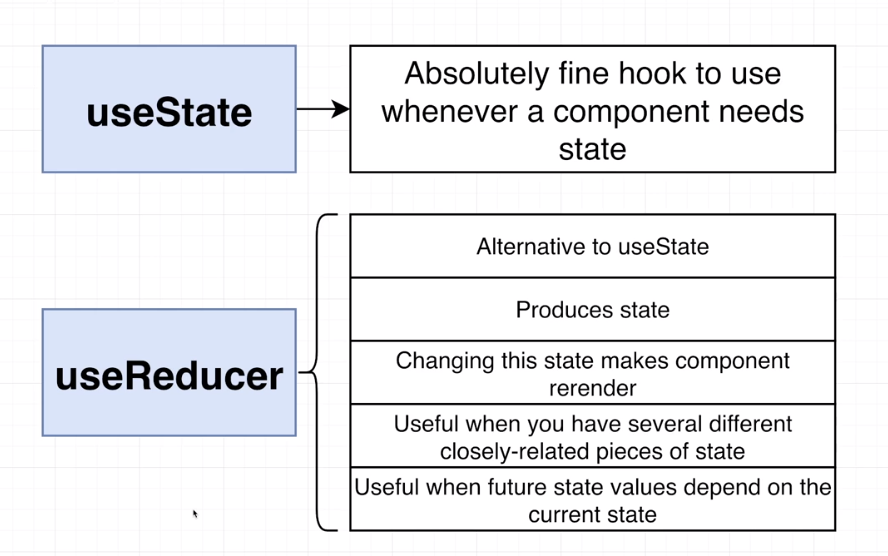 useState
Absolutely fine hook to use
whenever a component needs
state
useReducer
Alternative to useState
Produces state
Changing this state makes component
rerender
Useful when you have several different
closely-related pieces of state
Useful when future state values depend on the
current state